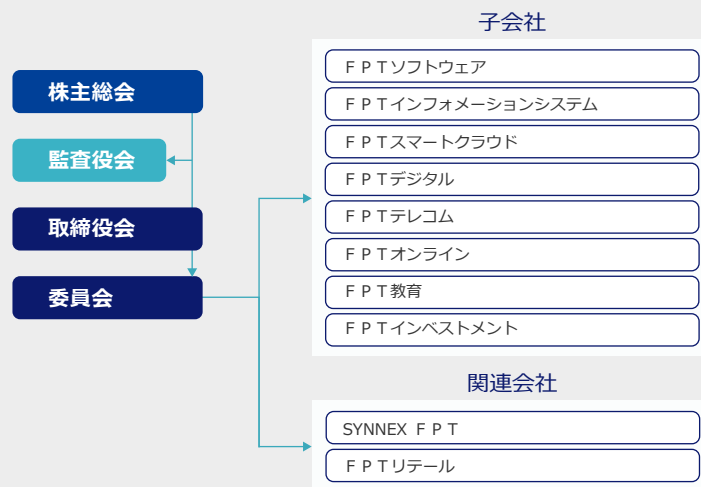 株主総会
監査役会
取締役会
委員会
子会社
ＦＰＴソフトウェア
ＦＰＴインフォメーションシステム
ＦＰＴスマートクラウド
ＦＰＴデジタル
ＦＰＴテレコム
ＦＰＴオンライン
ＦＰＴ教育
ＦＰＴインベストメント
関連会社
SYNNEX ＦＰＴ
ＦＰＴリテール